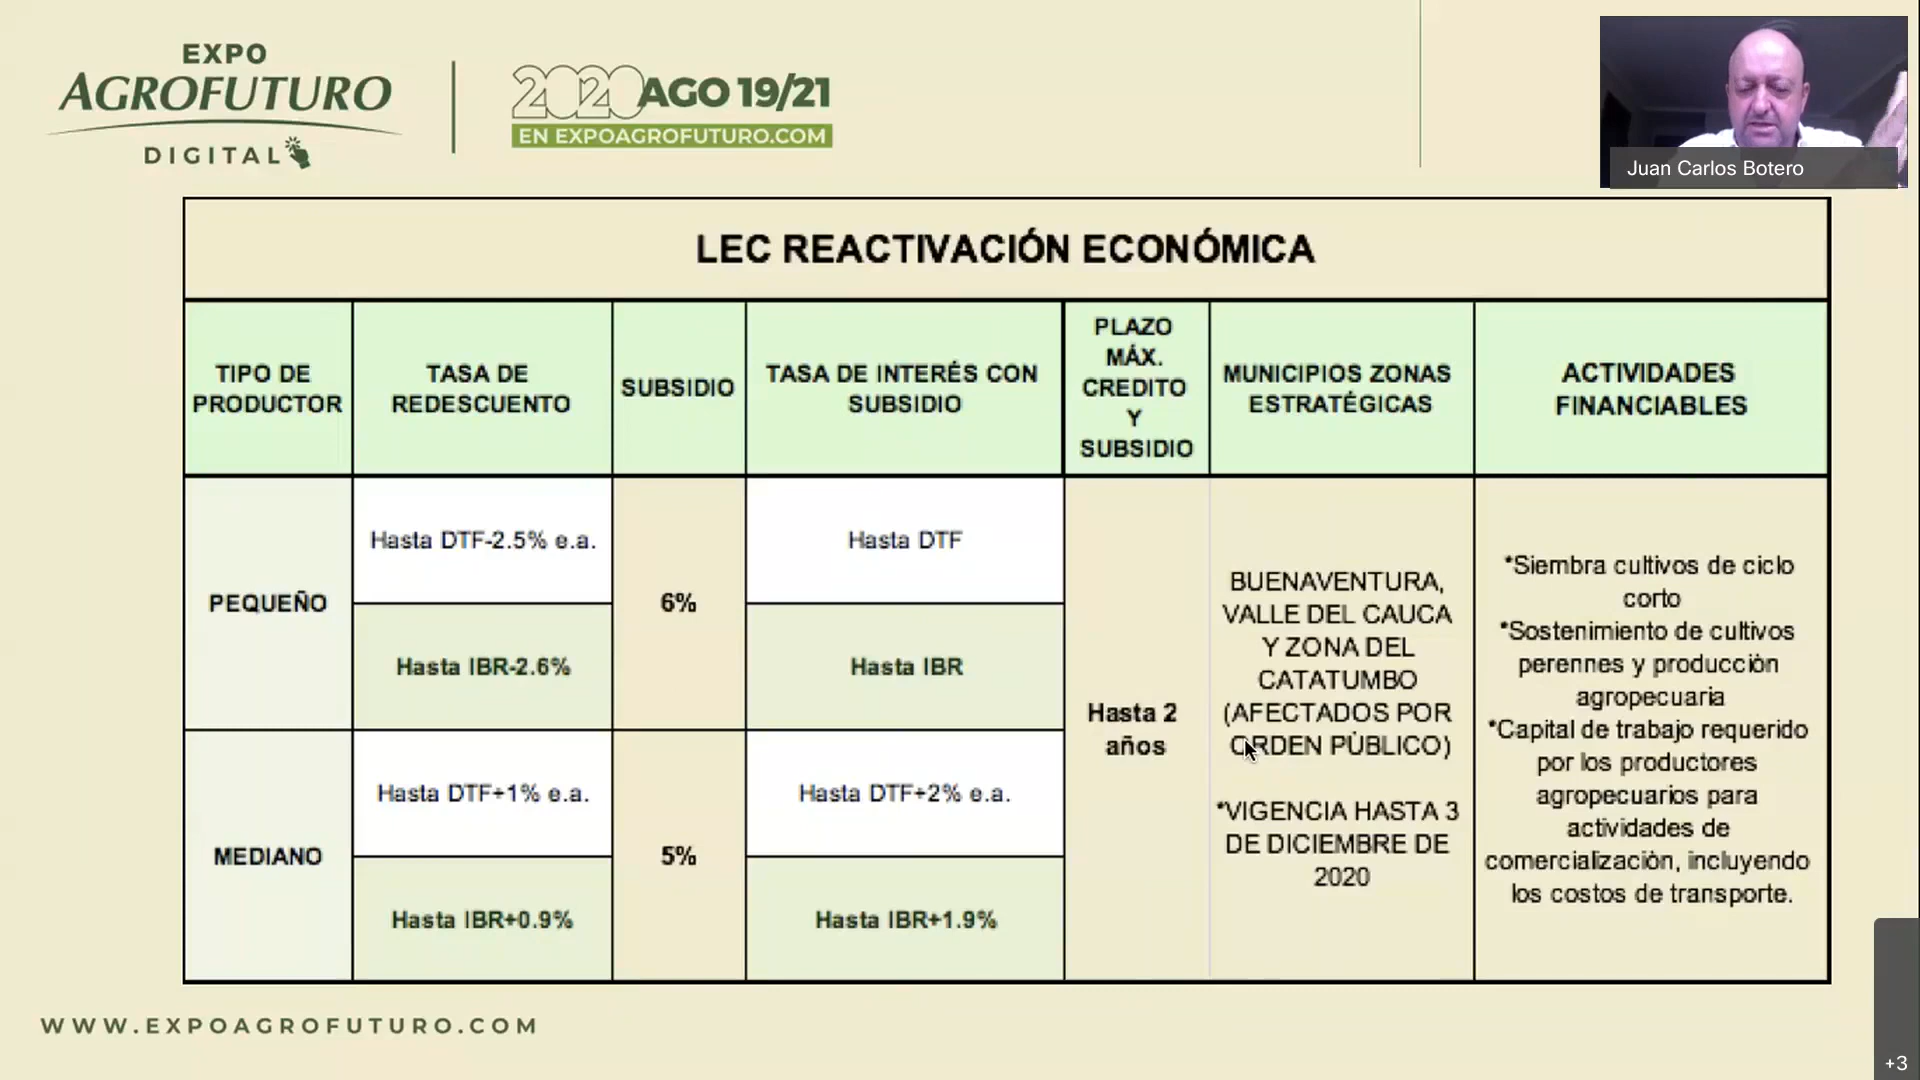 EXPO
AGROFUTURO
DIGITAL
2020 AGO 19/21
EN EXPOAGROFUTURO.COM
Juan Carlos Botero
LEC REACTIVACIÓN ECONÓMICA
TIPO DE
PRODUCTOR
TASA DE
REDESCUENTO
SUBSIDIO
TASA DE INTERÉS CON
SUBSIDIO
PLAZO
MÁX.
CREDITO
Y
SUBSIDIO
MUNICIPIOS ZONAS
ESTRATÉGICAS
ACTIVIDADES
FINANCIABLES
PEQUEÑO
Hasta DTF-2.5% e.a.
Hasta IBR-2.6%
6%
Hasta DTF
Hasta IBR
MEDIANO
Hasta DTF+1% e.a.
Hasta IBR+0.9%
5%
Hasta DTF+2% e.a.
Hasta IBR+1.9%
Hasta 2
años
BUENAVENTURA,
VALLE DEL CAUCA
Y ZONA DEL
CATATUMBO
(AFECTADOS POR
ORDEN PÙBLICO)
*VIGENCIA HASTA 3
DE DICIEMBRE DE
2020
*Siembra cultivos de ciclo
corto
*Sostenimiento de cultivos
perennes y producciòn
agropecuaria
*Capital de trabajo requerido
por los productores
agropecuarios para
actividades de
comercializaciòn, incluyendo
los costos de transporte.
WWW.EXPOAGROFUTURO.COM
+3